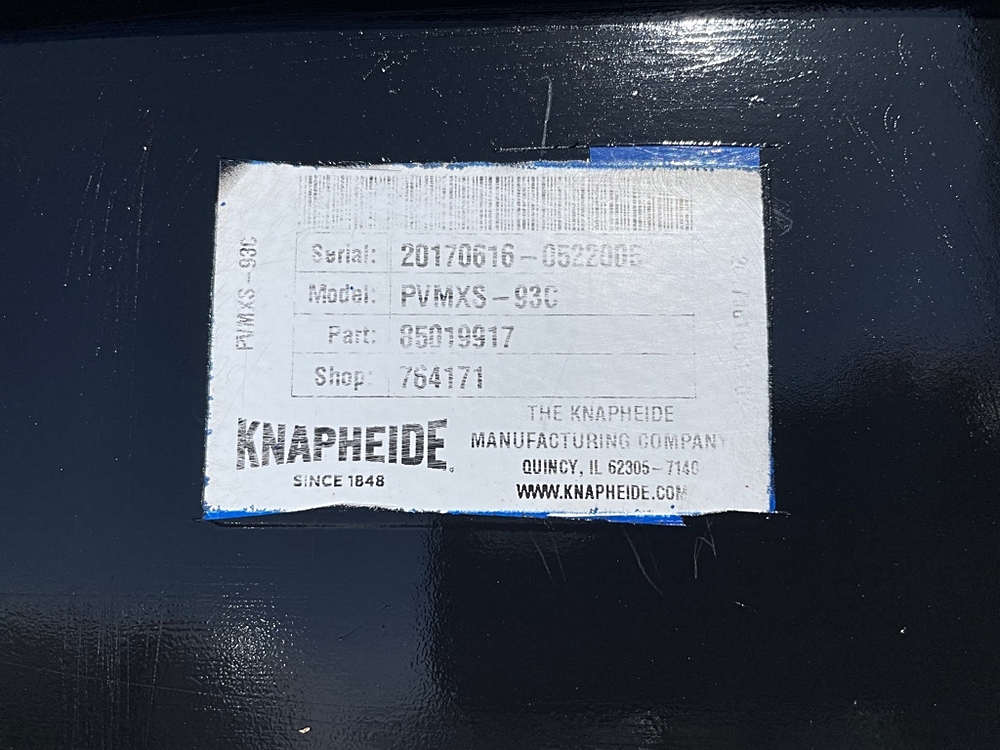 Serial: 20170616-0522005
Model: PVMXS-93C
Part: 85019917
Shop: 764171
PVMXS-93C
KNAPHEIDE
SINCE 1848
THE KNAPHEIDE
MANUFACTURING COMPANY
QUINCY, IL 62305-7140
WWW.KNAPHEIDE.COM